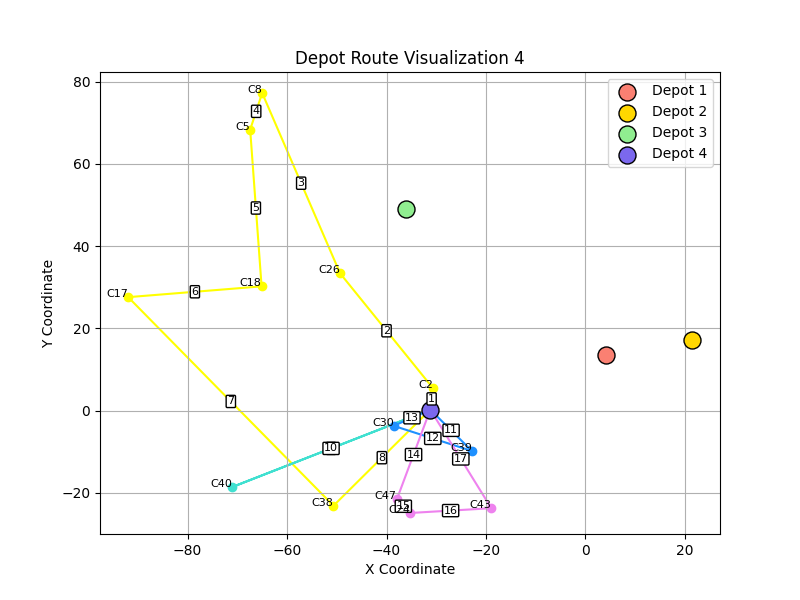 Depot Route Visualization 4
Depot 1
Depot 2
Depot 3
Depot 4
Y Coordinate
80
60
40
20
0
−20
−80
−60
−40
−20
0
20
X Coordinate
C8
4
C5
3
5
C26
C18
6
C17
2
C2
7
1
13
C30
11
12
C39
10
8
14
17
C40
C47
C38
15
C43
16